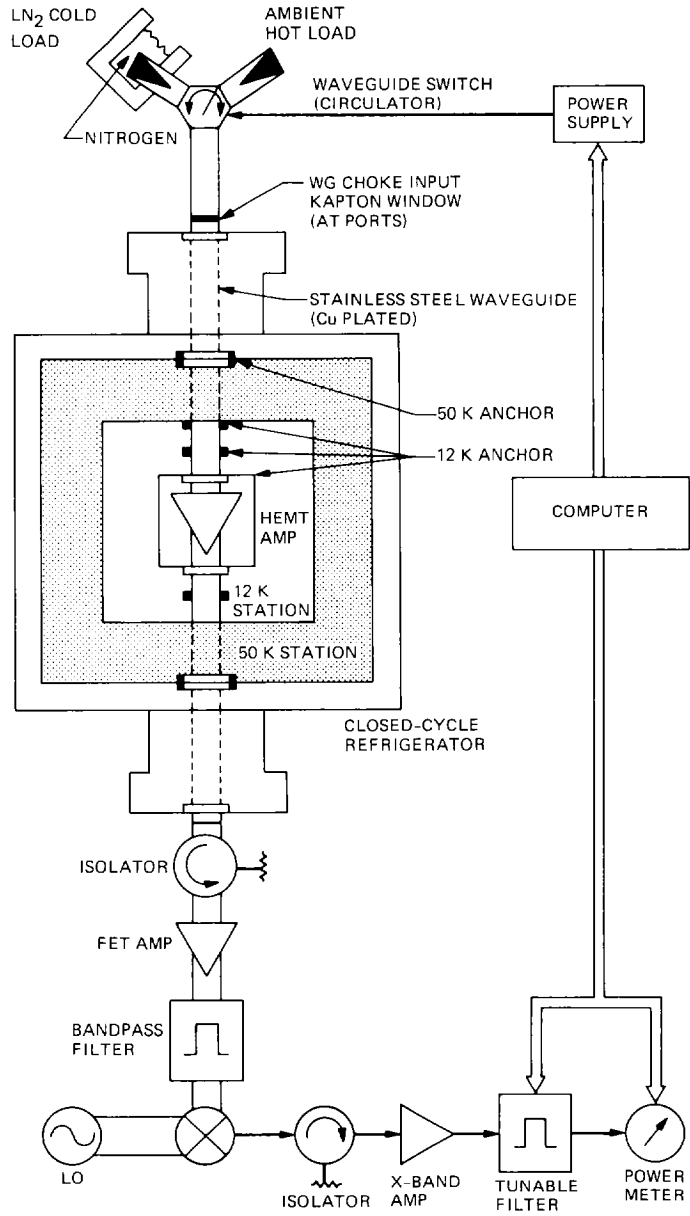 LN2 COLD
LOAD
AMBIENT
HOT LOAD
WAVEGUIDE SWITCH
(CIRCULATOR)
POWER
SUPPLY
NITROGEN
WG CHOKE INPUT
KAPTON WINDOW
(AT PORTS)
STAINLESS STEEL WAVEGUIDE
(Cu PLATED)
50 K ANCHOR
12 K ANCHOR
COMPUTER
HEMT
AMP
12 K
STATION
50 K STATION
CLOSED-CYCLE
REFRIGERATOR
ISOLATOR
FET AMP
BANDPASS
FILTER
LO
ISOLATOR
X-BAND
AMP
TUNABLE
FILTER
POWER
METER